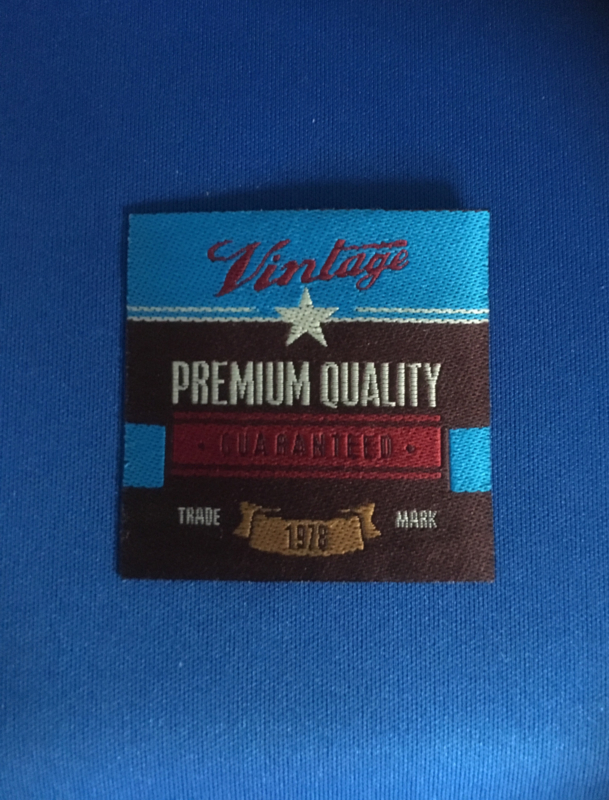 Vintage
PREMIUM QUALITY
GUARANTEED
TRADE 1978 MARK